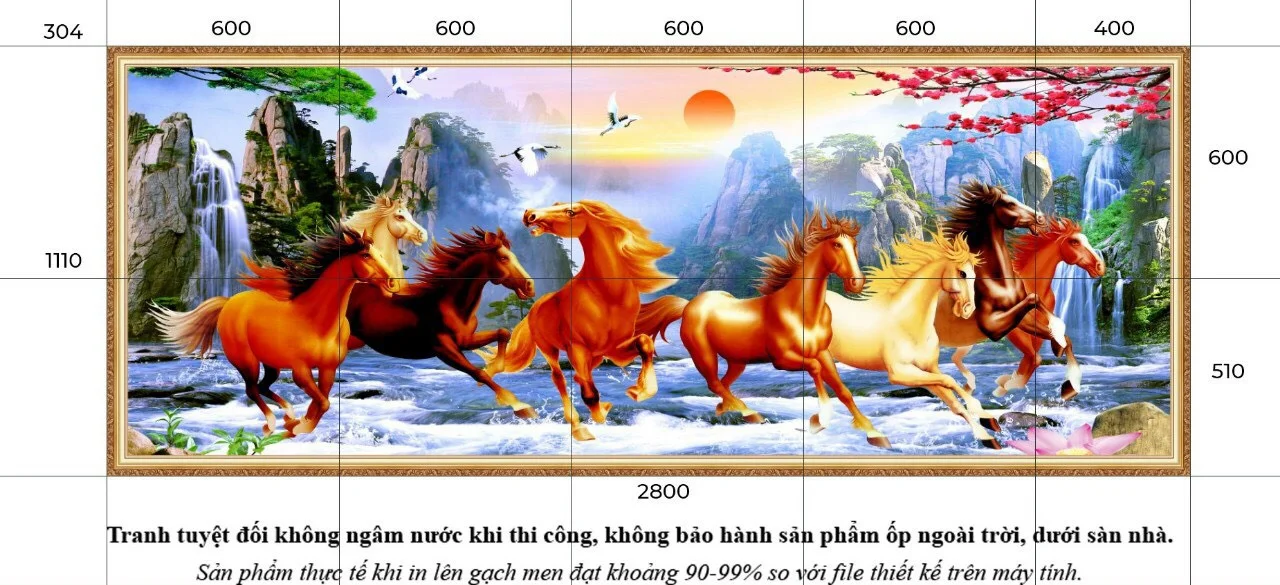 304 600 600 600 600 400
600
1110
510
2800
Tranh tuyệt đối không ngâm nước khi thi công, không bảo hành sản phẩm ốp ngoài trời, dưới sàn nhà.
Sản phẩm thực tế khi in lên gạch men đạt khoảng 90-99% so với file thiết kế trên máy tính.